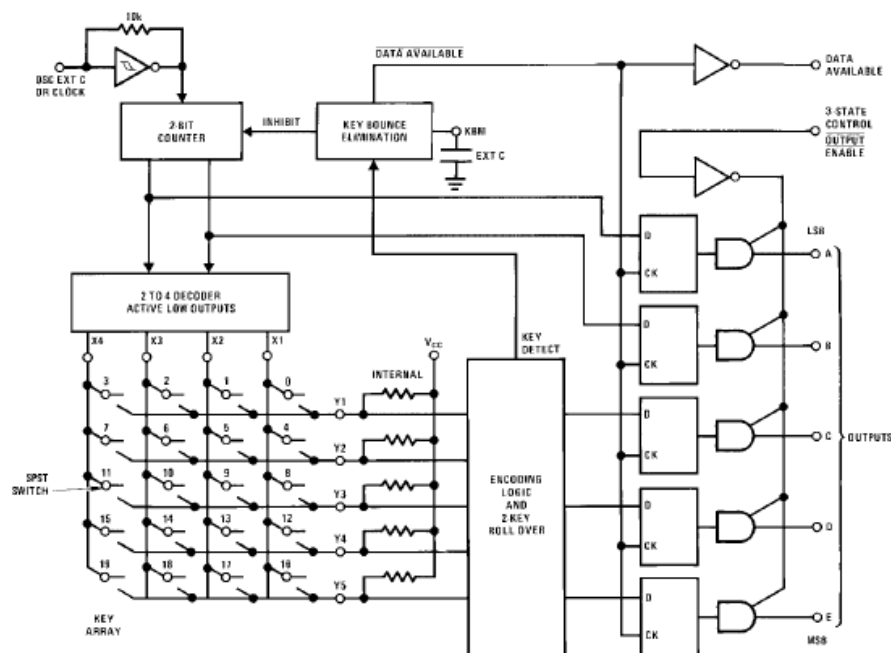 10k
OSC EXT C
OR CLOCK
2-BIT
COUNTER
INHIBIT
KEY BOUNCE
ELIMINATION
KBM
EXT C
DATA AVAILABLE
DATA
AVAILABLE
3-STATE
CONTROL
OUTPUT
ENABLE
2 TO 4 DECODER
ACTIVE LOW OUTPUTS
X4 X3 X2 X1
VCC
INTERNAL
KEY
DETECT
3 2 1 0 Y1
7 6 5 4 Y2
11 10 9 8 Y3
15 14 13 12 Y4
19 18 17 16 Y5
SPST
SWITCH
KEY
ARRAY
ENCODING
LOGIC
AND
2 KEY
ROLL OVER
D
CK
LSB
A
D
CK
B
D
CK
C
OUTPUTS
D
CK
D
D
CK
E
MSB